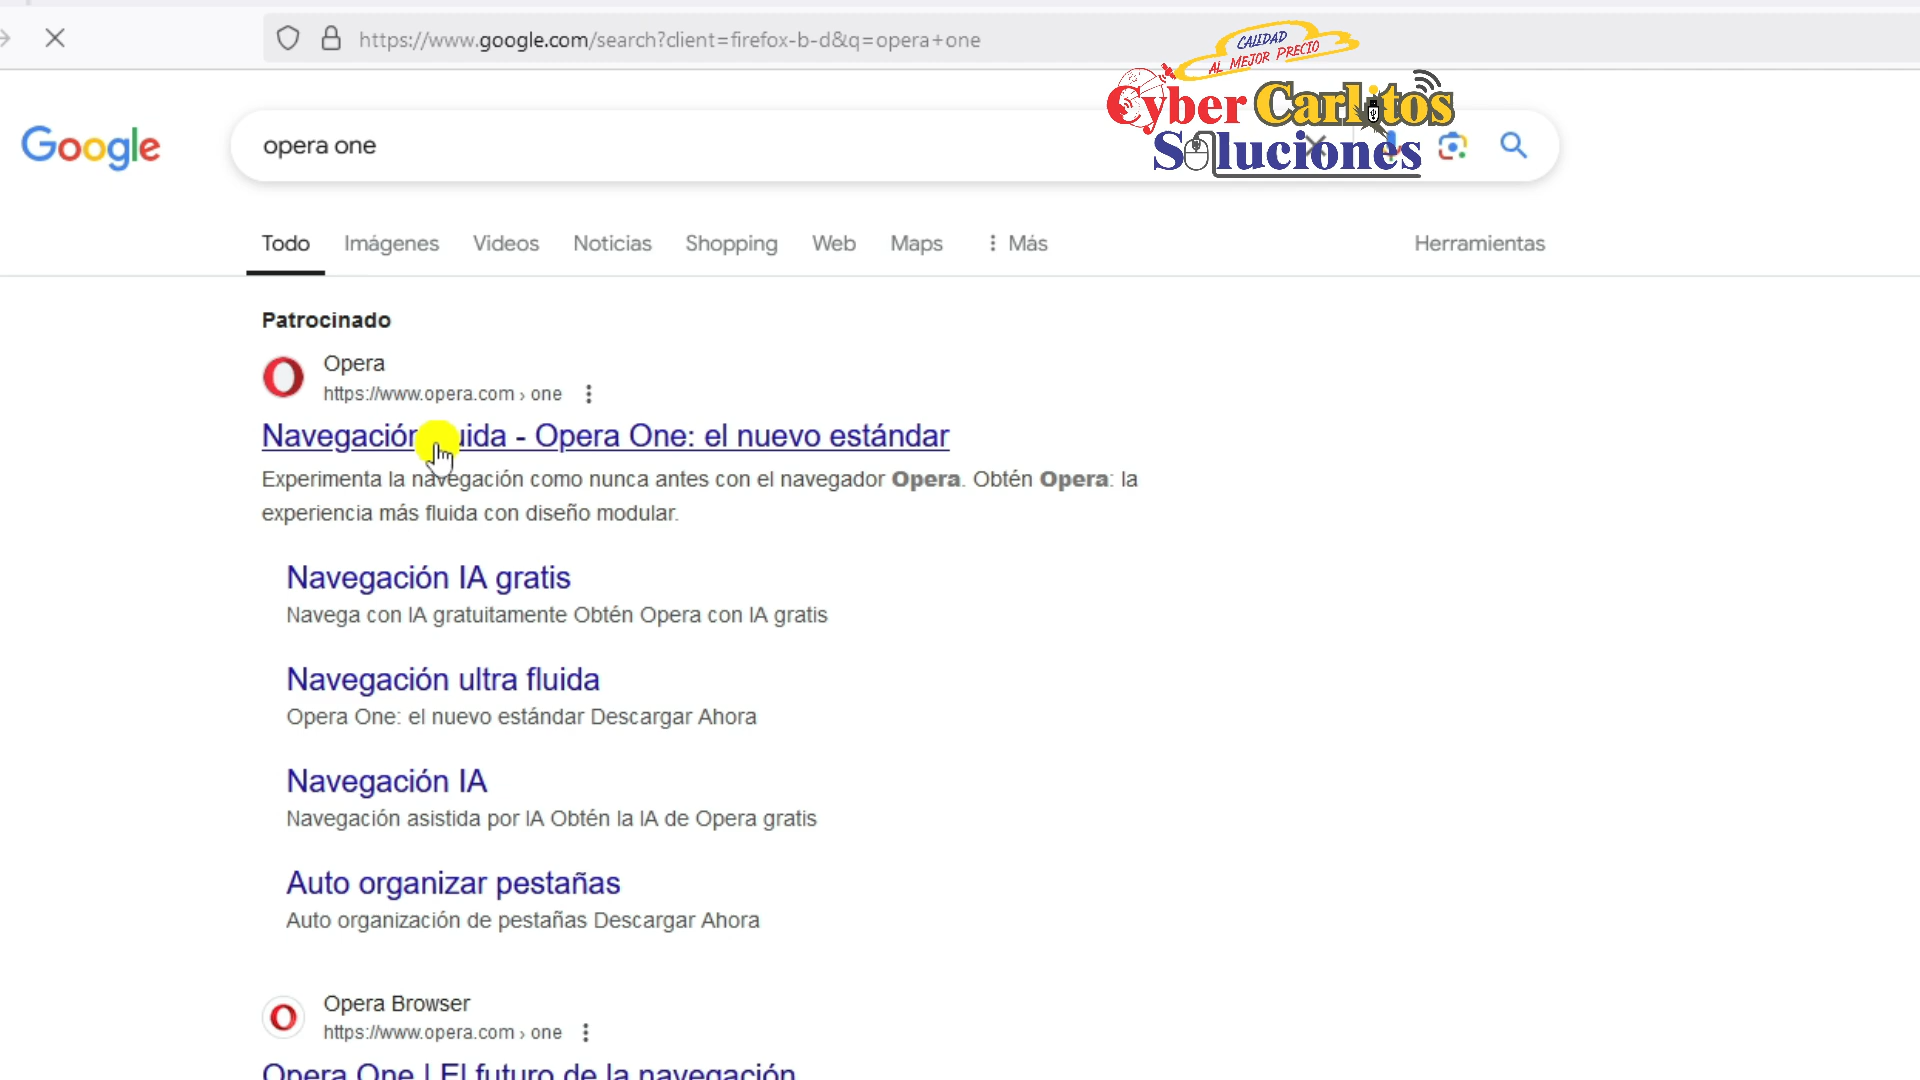 https://www.google.com/search?client=firefox-b-d&q=opera+one
CALIDAD
AL MEJOR PRECIO
Cyber Carlitos
Soluciones
Google
opera one
Todo Imágenes Videos Noticias Shopping Web Maps Más Herramientas
Patrocinado
Opera
https://www.opera.com › one
Navegación uida - Opera One: el nuevo estándar
Experimenta la navegación como nunca antes con el navegador Opera. Obtén Opera: la
experiencia más fluida con diseño modular.
Navegación IA gratis
Navega con IA gratuitamente Obtén Opera con IA gratis
Navegación ultra fluida
Opera One: el nuevo estándar Descargar Ahora
Navegación IA
Navegación asistida por IA Obtén la IA de Opera gratis
Auto organizar pestañas
Auto organización de pestañas Descargar Ahora
Opera Browser
https://www.opera.com › one
Opera One | El futuro de la navegación